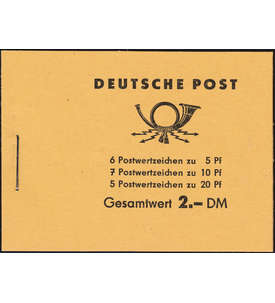 DEUTSCHE POST
6 Postwertzeichen zu 5 Pf
7 Postwertzeichen zu 10 Pf
5 Postwertzeichen zu 20 Pf
Gesamtwert 2.– DM